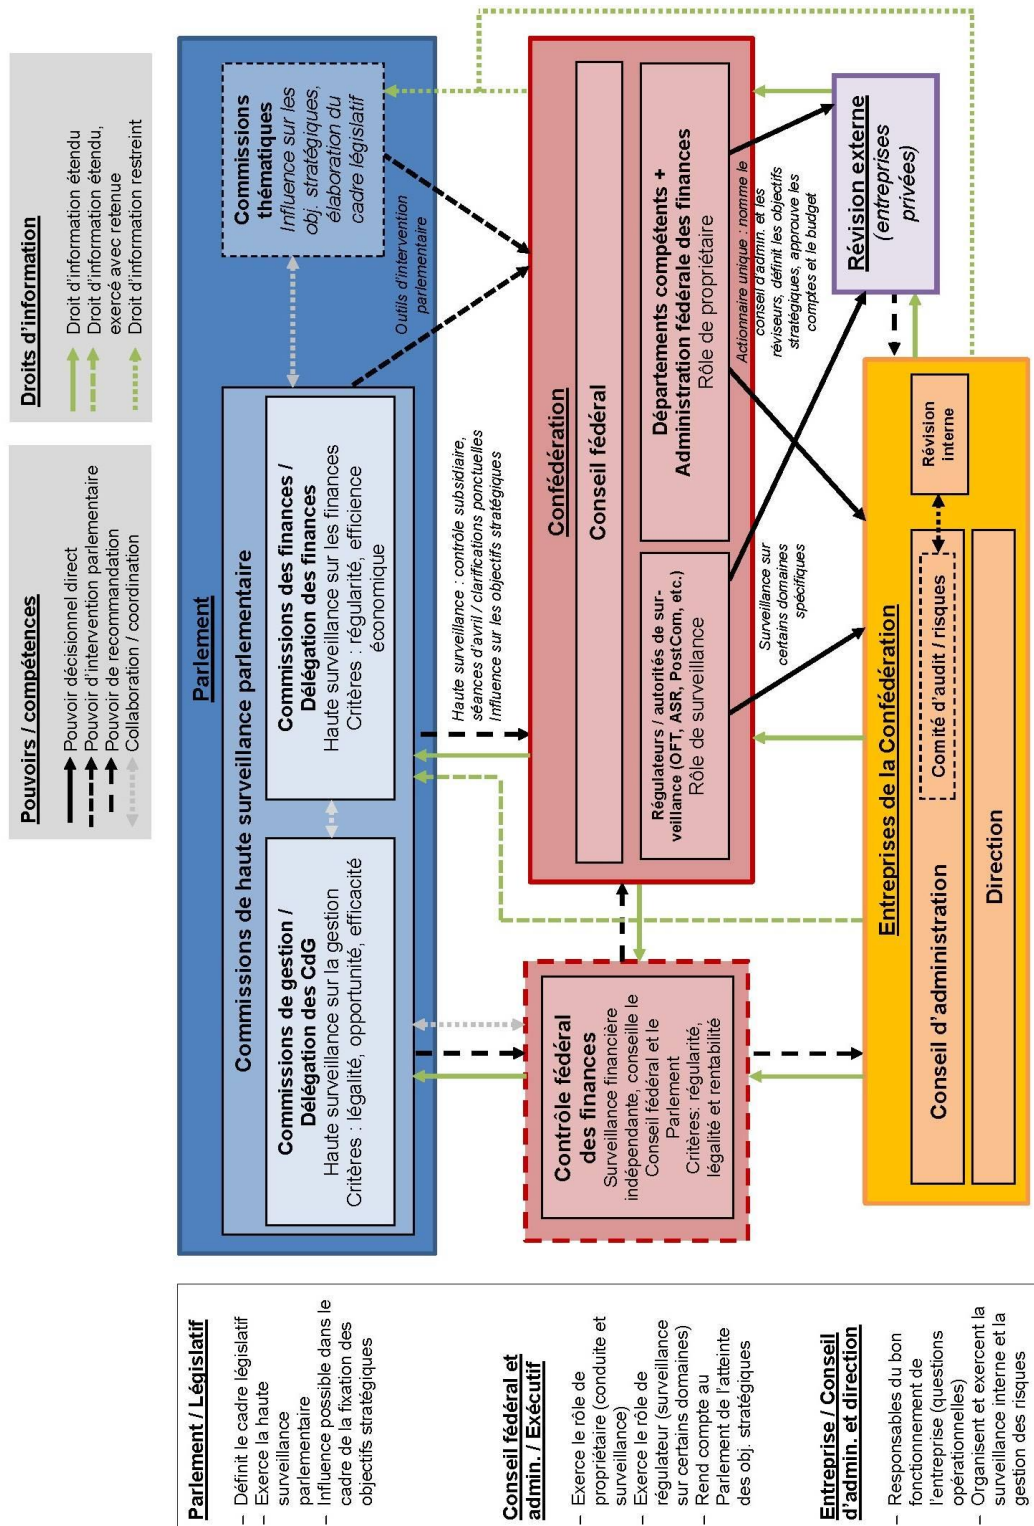 Parlement / Législatif
– Définit le cadre législatif
– Exerce la haute
surveillance
parlementaire
– Influence possible dans le
cadre de la fixation des
objectifs stratégiques
Conseil fédéral et
admin. / Exécutif
– Exerce le rôle de
propriétaire (conduite et
surveillance)
– Exerce le rôle de
régulateur (surveillance
sur certains domaines)
– Rend compte au
Parlement de l'atteinte
des obj. stratégiques
Entreprise / Conseil
d'admin. et direction
– Responsables du bon
fonctionnement de
l'entreprise (questions
opérationnelles)
– Organisent et exercent la
surveillance interne et la
gestion des risques
Pouvoirs / compétences
Pouvoir décisionnel direct
Pouvoir d'intervention parlementaire
Pouvoir de recommandation
Collaboration / coordination
Droits d'information
Droit d'information étendu
Droit d'information étendu,
exercé avec retenue
Droit d'information restreint
Parlement
Commissions de haute surveillance parlementaire
Commissions de gestion /
Délégation des CdG
Haute surveillance sur la gestion
Critères : légalité, opportunité, efficacité
Commissions des finances /
Délégation des finances
Haute surveillance sur les finances
Critères : régularité, efficience
économique
Commissions
thématiques
Influence sur les
obj. stratégiques,
élaboration du
cadre législatif
Haute surveillance : contrôle subsidiaire,
séances d'avril / clarifications ponctuelles
Influence sur les objectifs stratégiques
Outils d'intervention
parlementaire
Contrôle fédéral
des finances
Surveillance financière
indépendante, conseille le
Conseil fédéral et le
Parlement
Critères: régularité,
légalité et rentabilité
Confédération
Conseil fédéral
Régulateurs / autorités de sur-
veillance (OFT, ASR, PostCom, etc.)
Rôle de surveillance
Départements compétents +
Administration fédérale des finances
Rôle de propriétaire
Surveillance sur
certains domaines
spécifiques
Actionnaire unique : nomme le
conseil d'admin. et les
réviseurs, définit les objectifs
stratégiques, approuve les
comptes et le budget
Entreprises de la Confédération
Conseil d'administration
Comité d'audit / risques
Révision
interne
Direction
Révision externe
(entreprises
privées)